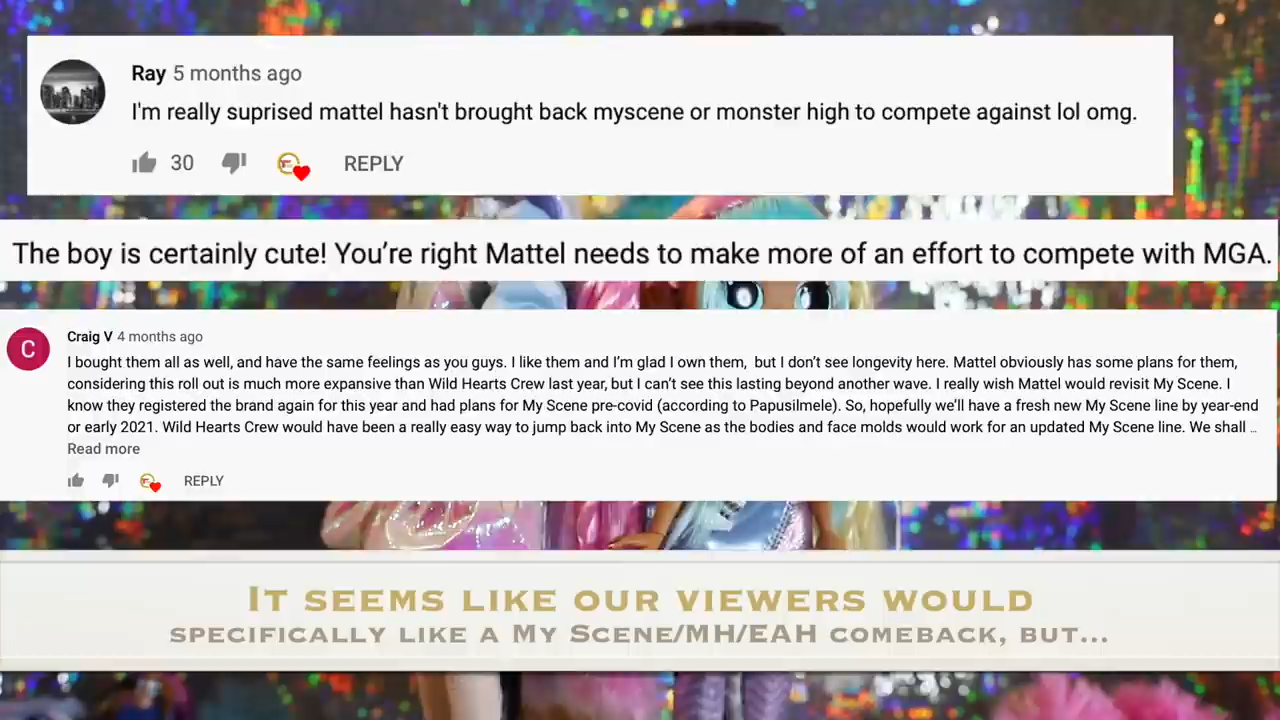 Ray 5 months ago
I'm really suprised mattel hasn't brought back myscene or monster high to compete against lol omg.
30 REPLY
The boy is certainly cute! You’re right Mattel needs to make more of an effort to compete with MGA.
C
Craig V 4 months ago
I bought them all as well, and have the same feelings as you guys. I like them and I’m glad I own them, but I don’t see longevity here. Mattel obviously has some plans for them,
considering this roll out is much more expansive than Wild Hearts Crew last year, but I can’t see this lasting beyond another wave. I really wish Mattel would revisit My Scene. I
know they registered the brand again for this year and had plans for My Scene pre-covid (according to Papusilmele). So, hopefully we’ll have a fresh new My Scene line by year-end
or early 2021. Wild Hearts Crew would have been a really easy way to jump back into My Scene as the bodies and face molds would work for an updated My Scene line. We shall …
Read more
REPLY
It seems like our viewers would
specifically like a My Scene/MH/EAH comeback, but...